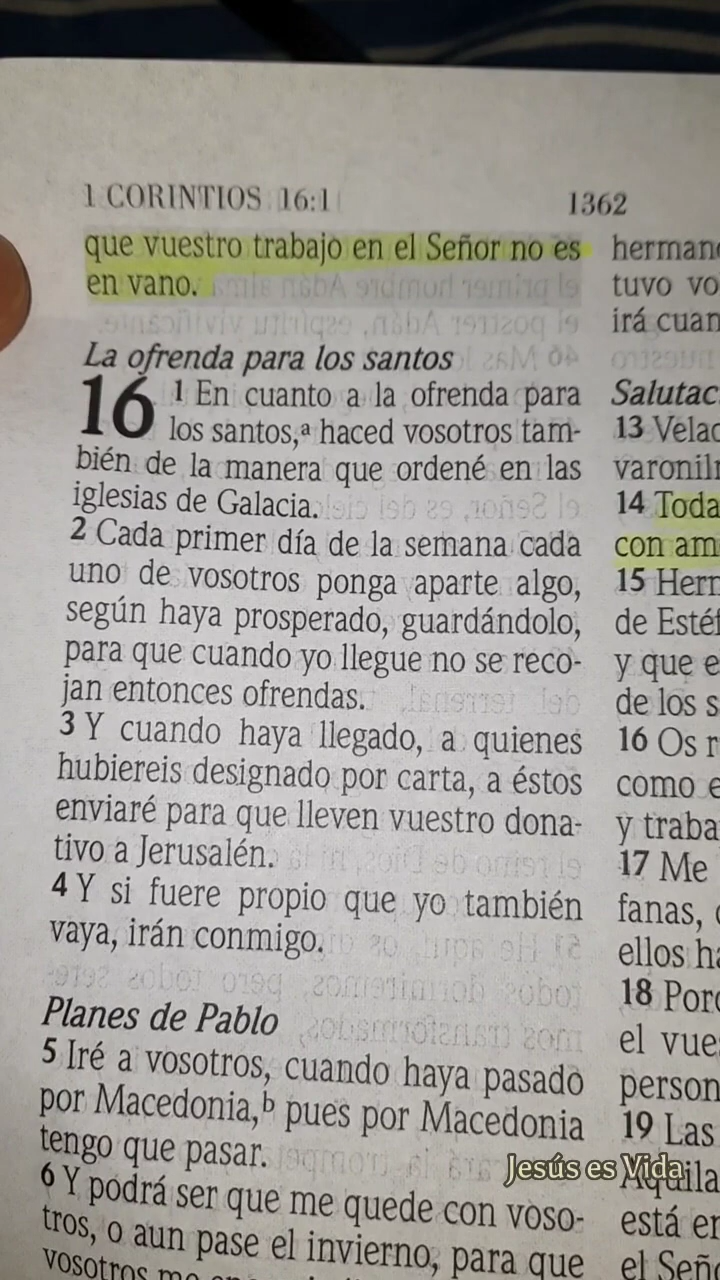 1 CORINTIOS 16:1
1362
que vuestro trabajo en el Señor no es
en vano.
La ofrenda para los santos
16 1 En cuanto a la ofrenda para
los santos,ᵃ haced vosotros tam-
bién de la manera que ordené en las
iglesias de Galacia.
2 Cada primer día de la semana cada
uno de vosotros ponga aparte algo,
según haya prosperado, guardándolo,
para que cuando yo llegue no se reco-
jan entonces ofrendas.
3 Y cuando haya llegado, a quienes
hubiereis designado por carta, a éstos
enviaré para que lleven vuestro dona-
tivo a Jerusalén.
4 Y si fuere propio que yo también
vaya, irán conmigo.
Planes de Pablo
5 Iré a vosotros, cuando haya pasado
por Macedonia,ᵇ pues por Macedonia
tengo que pasar.
6 Y podrá ser que me quede con voso-
tros, o aun pase el invierno, para que
vosotros me
tuvo vo
irá cuan
Salutac
13 Velad
varonil
14 Toda
con am
15 Herm
de Estéf
y que e
de los s
16 Os r
como e
y traba
17 Me
fanas,
ellos ha
18 Porq
el vue
person
19 Las
Aquila
está en
el Seño
Jesús es Vida